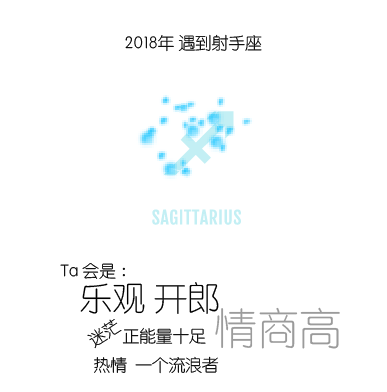 2018年 遇到射手座
SAGITTARIUS
Ta 会是：
乐观 开郎
迷茫 正能量十足 情商高
热情 一个流浪者